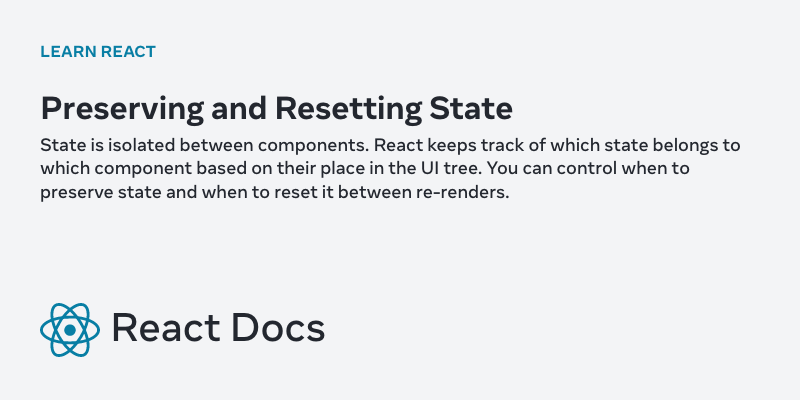 LEARN REACT
Preserving and Resetting State
State is isolated between components. React keeps track of which state belongs to
which component based on their place in the UI tree. You can control when to
preserve state and when to reset it between re-renders.
React Docs